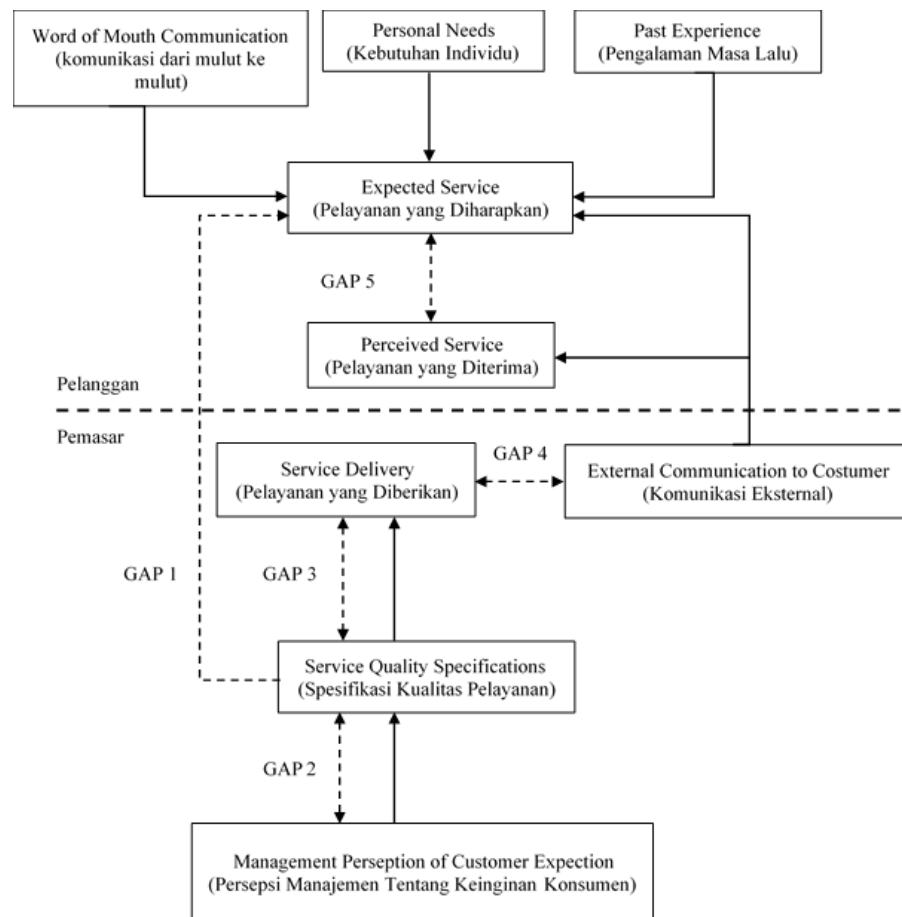 Word of Mouth Communication
(komunikasi dari mulut ke
mulut)
Personal Needs
(Kebutuhan Individu)
Past Experience
(Pengalaman Masa Lalu)
Expected Service
(Pelayanan yang Diharapkan)
GAP 5
Perceived Service
(Pelayanan yang Diterima)
Pelanggan
Pemasar
Service Delivery
(Pelayanan yang Diberikan)
GAP 4
External Communication to Costumer
(Komunikasi Eksternal)
GAP 1
GAP 3
Service Quality Specifications
(Spesifikasi Kualitas Pelayanan)
GAP 2
Management Perseption of Customer Expection
(Persepsi Manajemen Tentang Keinginan Konsumen)